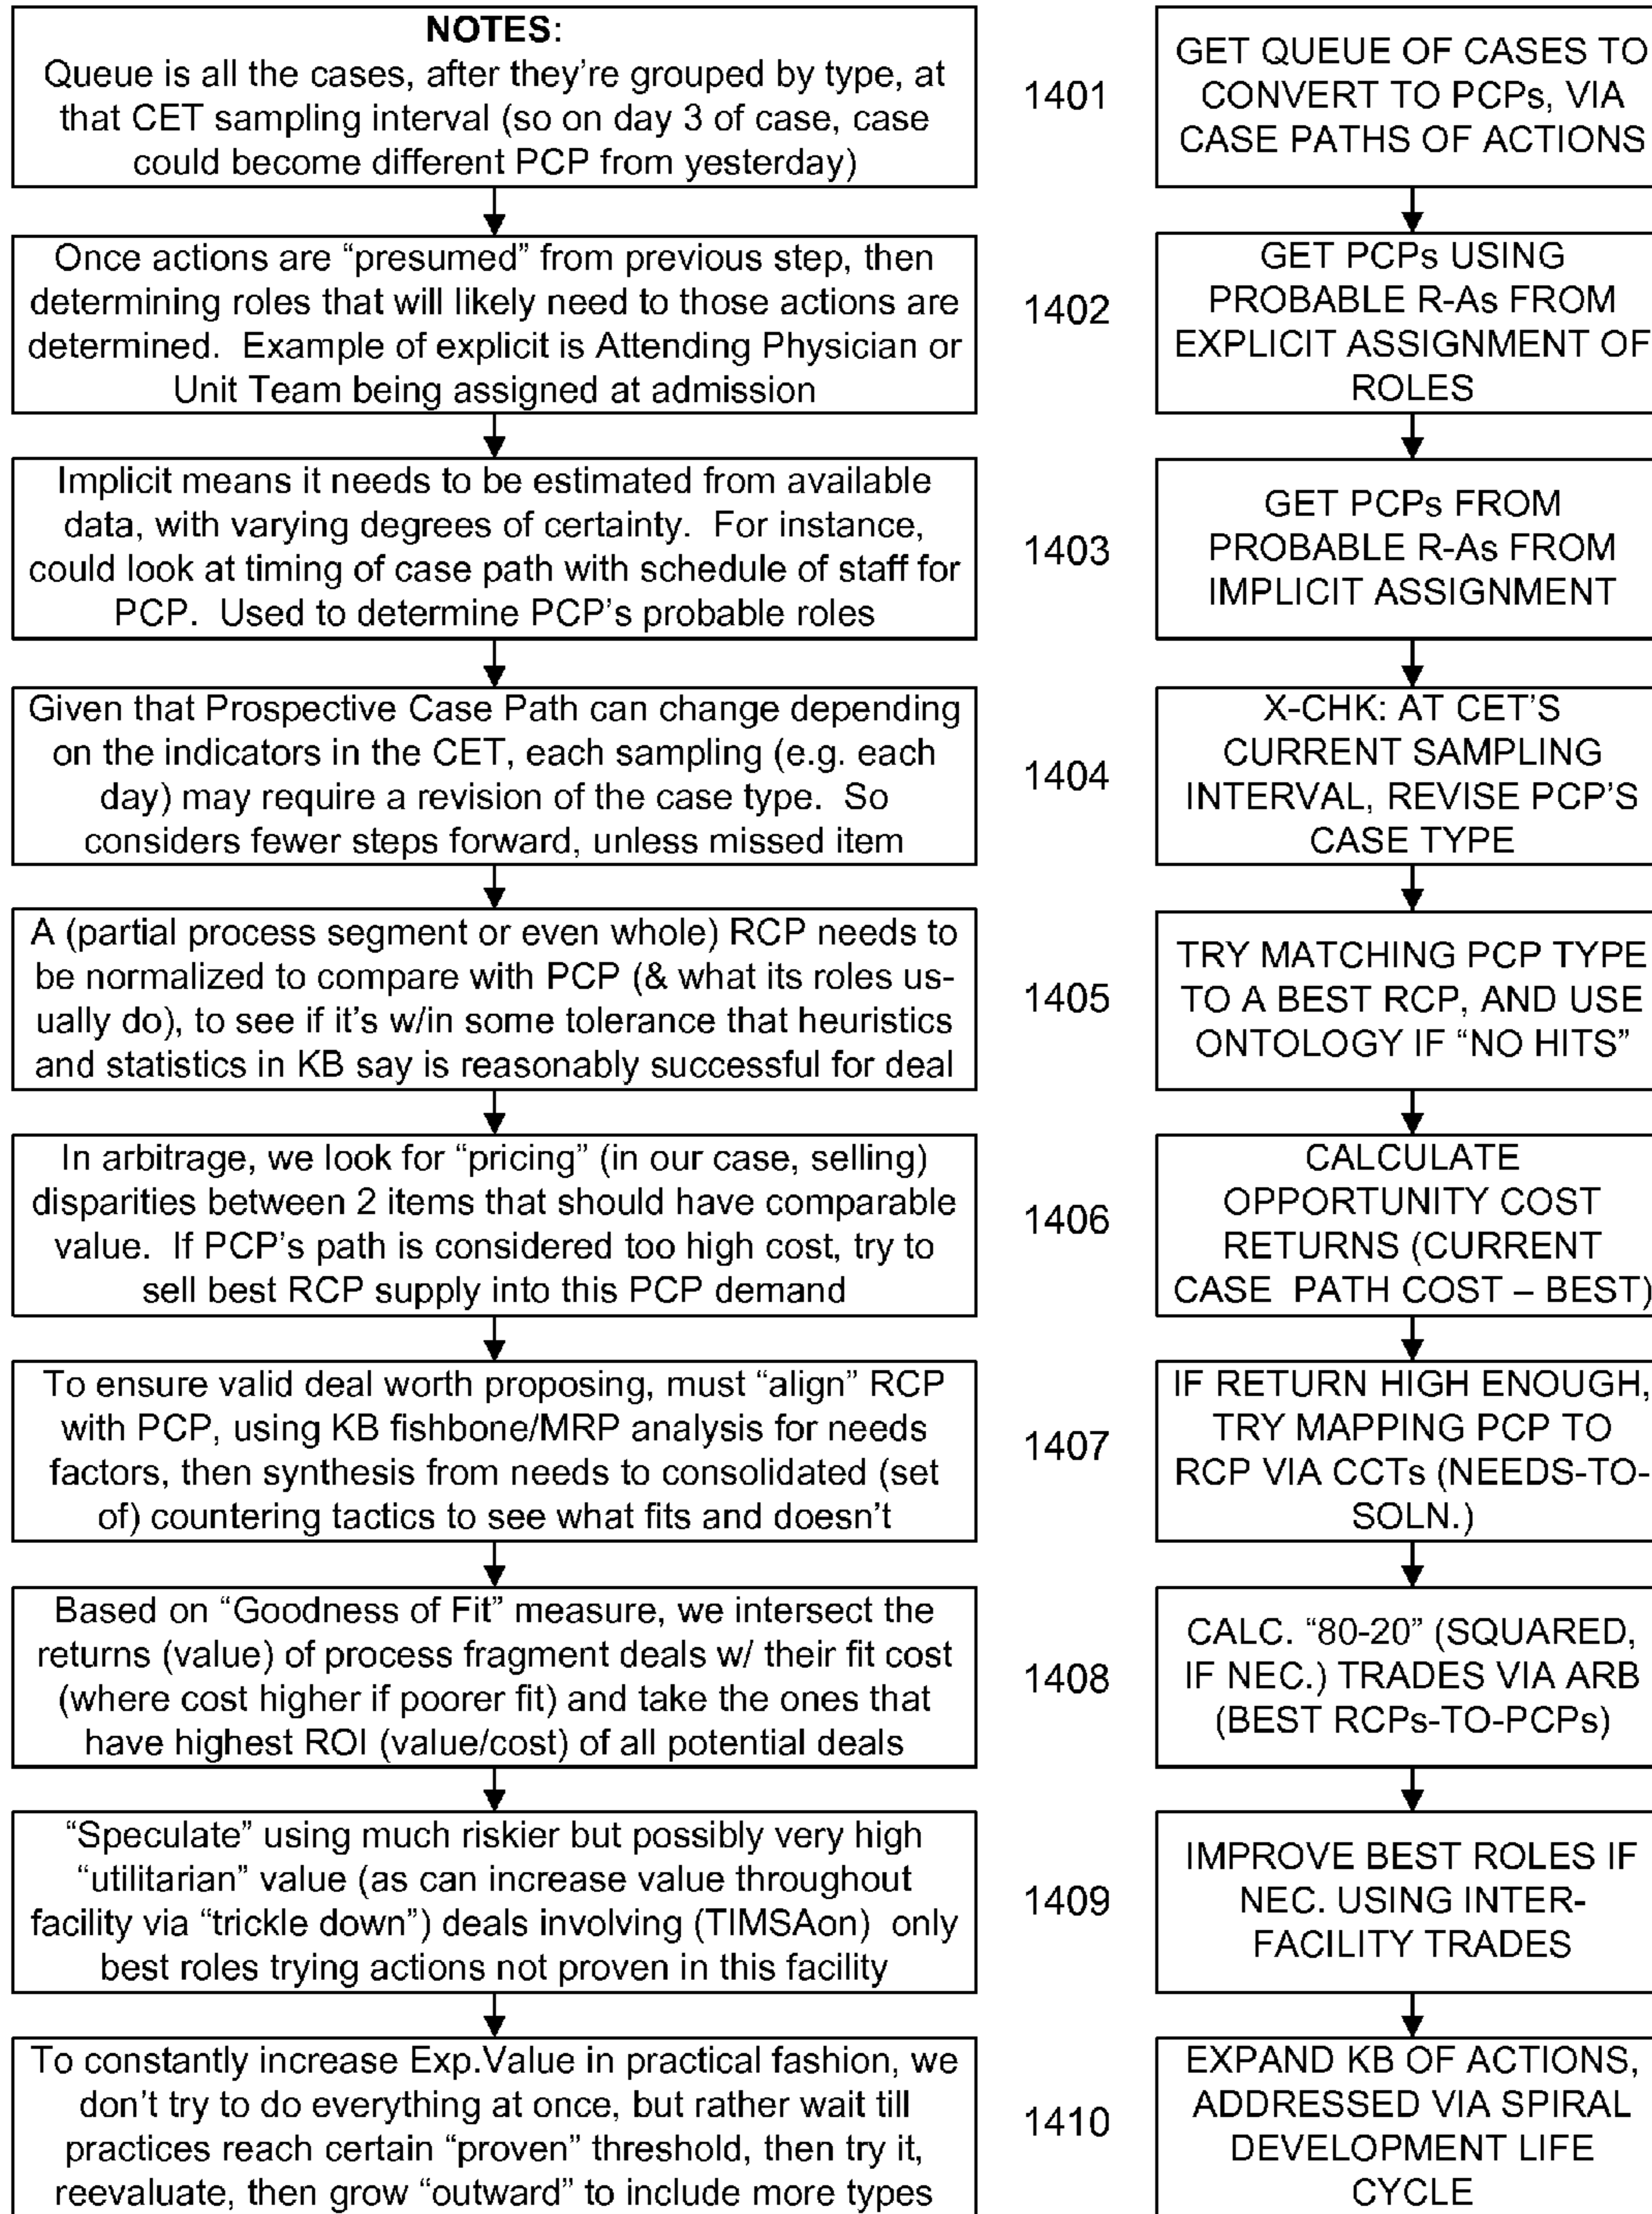 NOTES:
Queue is all the cases, after they're grouped by type, at
that CET sampling interval (so on day 3 of case, case
could become different PCP from yesterday)
1401
GET QUEUE OF CASES TO
CONVERT TO PCPs, VIA
CASE PATHS OF ACTIONS
Once actions are “presumed” from previous step, then
determining roles that will likely need to those actions are
determined. Example of explicit is Attending Physician or
Unit Team being assigned at admission
1402
GET PCPs USING
PROBABLE R-As FROM
EXPLICIT ASSIGNMENT OF
ROLES
Implicit means it needs to be estimated from available
data, with varying degrees of certainty. For instance,
could look at timing of case path with schedule of staff for
PCP. Used to determine PCP's probable roles
1403
GET PCPs FROM
PROBABLE R-As FROM
IMPLICIT ASSIGNMENT
Given that Prospective Case Path can change depending
on the indicators in the CET, each sampling (e.g. each
day) may require a revision of the case type. So
considers fewer steps forward, unless missed item
1404
X-CHK: AT CET'S
CURRENT SAMPLING
INTERVAL, REVISE PCP'S
CASE TYPE
A (partial process segment or even whole) RCP needs to
be normalized to compare with PCP (& what its roles us-
ually do), to see if it's w/in some tolerance that heuristics
and statistics in KB say is reasonably successful for deal
1405
TRY MATCHING PCP TYPE
TO A BEST RCP, AND USE
ONTOLOGY IF “NO HITS”
In arbitrage, we look for “pricing” (in our case, selling)
disparities between 2 items that should have comparable
value. If PCP's path is considered too high cost, try to
sell best RCP supply into this PCP demand
1406
CALCULATE
OPPORTUNITY COST
RETURNS (CURRENT
CASE PATH COST – BEST)
To ensure valid deal worth proposing, must “align” RCP
with PCP, using KB fishbone/MRP analysis for needs
factors, then synthesis from needs to consolidated (set
of) countering tactics to see what fits and doesn't
1407
IF RETURN HIGH ENOUGH,
TRY MAPPING PCP TO
RCP VIA CCTs (NEEDS-TO-
SOLN.)
Based on “Goodness of Fit” measure, we intersect the
returns (value) of process fragment deals w/ their fit cost
(where cost higher if poorer fit) and take the ones that
have highest ROI (value/cost) of all potential deals
1408
CALC. “80-20” (SQUARED,
IF NEC.) TRADES VIA ARB
(BEST RCPs-TO-PCPs)
“Speculate” using much riskier but possibly very high
“utilitarian” value (as can increase value throughout
facility via “trickle down”) deals involving (TIMSAon) only
best roles trying actions not proven in this facility
1409
IMPROVE BEST ROLES IF
NEC. USING INTER-
FACILITY TRADES
To constantly increase Exp.Value in practical fashion, we
don't try to do everything at once, but rather wait till
practices reach certain “proven” threshold, then try it,
reevaluate, then grow “outward” to include more types
1410
EXPAND KB OF ACTIONS,
ADDRESSED VIA SPIRAL
DEVELOPMENT LIFE
CYCLE